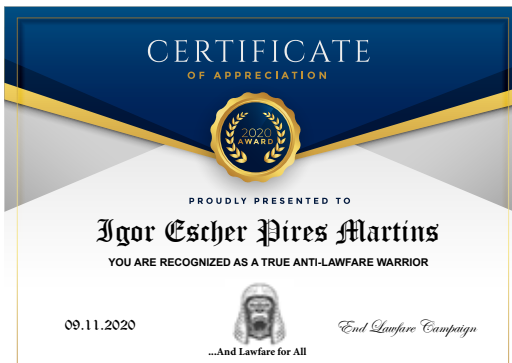 CERTIFICATE
OF APPRECIATION
2020
AWARD
PROUDLY PRESENTED TO
Igor Escher Pires Martins
YOU ARE RECOGNIZED AS A TRUE ANTI-LAWFARE WARRIOR
09.11.2020
End Lawfare Campaign
...And Lawfare for All